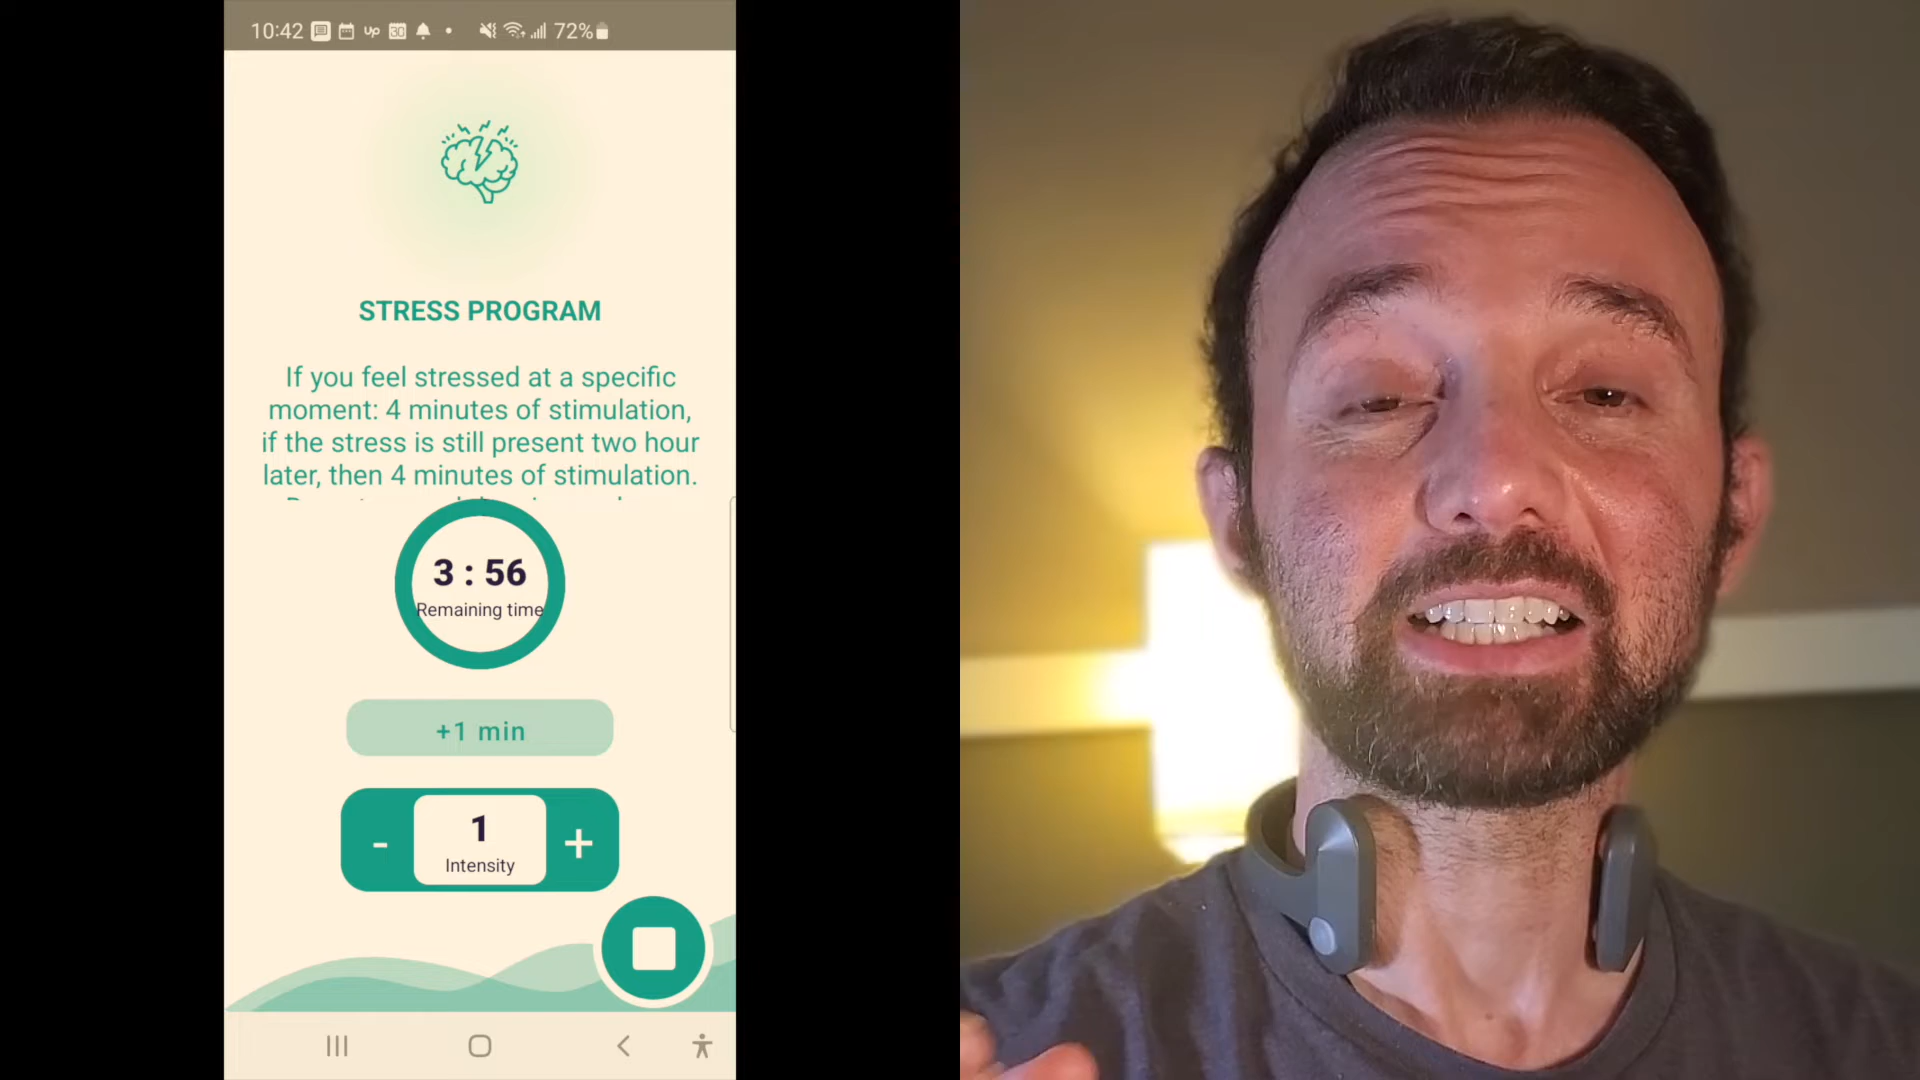 10:42 up 30 72%
STRESS PROGRAM
If you feel stressed at a specific
moment: 4 minutes of stimulation,
if the stress is still present two hour
later, then 4 minutes of stimulation.
3 : 56
Remaining time
+1 min
- 1 +
Intensity